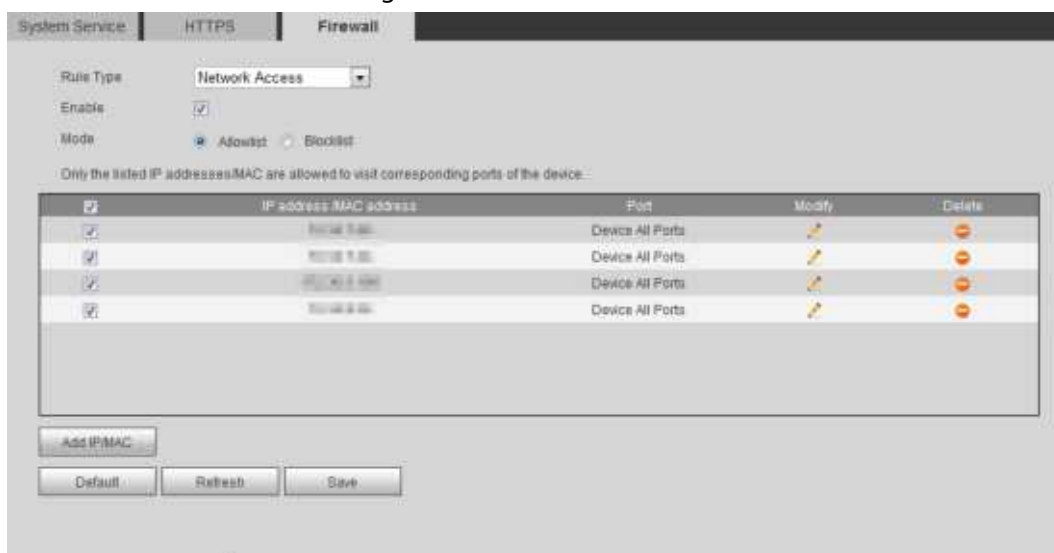 System Service HTTPS Firewall
Rule Type Network Access
Enable
Mode Allowlist Blocklist
Only the listed IP addresses/MAC are allowed to visit corresponding ports of the device.
IP address /MAC address Port Modify Delete
Device All Ports
Device All Ports
Device All Ports
Device All Ports
Add IP/MAC
Default Refresh Save